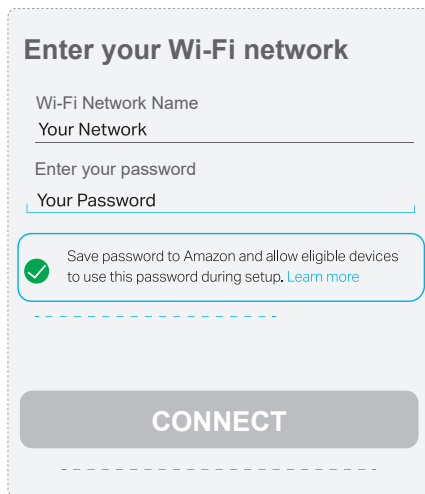 Enter your Wi-Fi network
Wi-Fi Network Name
Your Network
Enter your password
Your Password
Save password to Amazon and allow eligible devices
to use this password during setup. Learn more
CONNECT